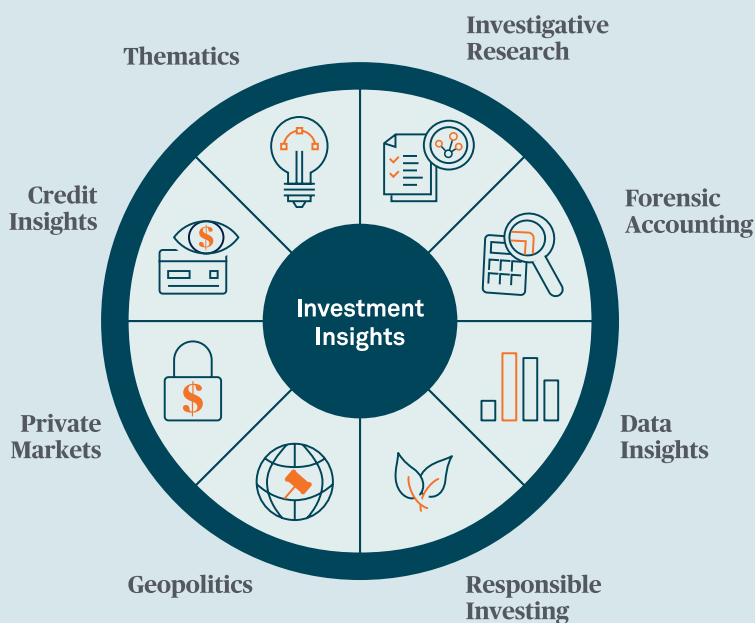 Thematics
Investigative
Research
Credit
Insights
Forensic
Accounting
Investment
Insights
Private
Markets
Data
Insights
Geopolitics
Responsible
Investing
$
$